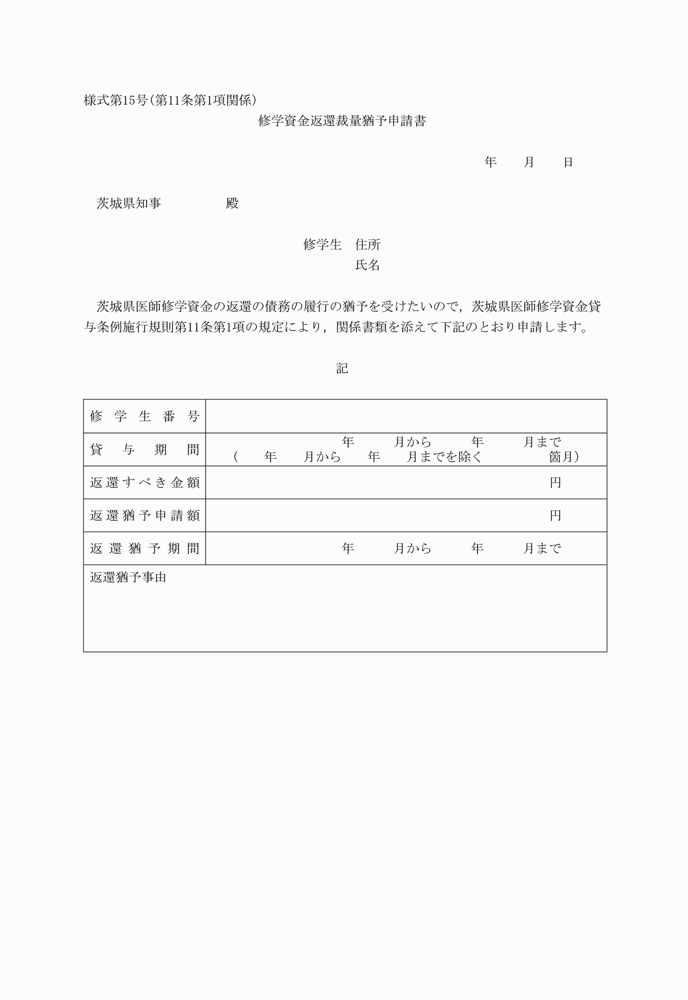 様式第15号(第11条第1項関係)
修学資金返還裁量猶予申請書
年　　月　　日
茨城県知事　　　　　殿
修学生　住所
氏名
茨城県医師修学資金の返還の債務の履行の猶予を受けたいので，茨城県医師修学資金貸
与条例施行規則第11条第1項の規定により，関係書類を添えて下記のとおり申請します。
記
修学生番号
貸与期間　年　　　月から　　　年　　　月まで
(　　年　　月から　　年　　月までを除く　　　　　箇月)
返還すべき金額　円
返還猶予申請額　円
返還猶予期間　年　　　月から　　　年　　　月まで
返還猶予事由